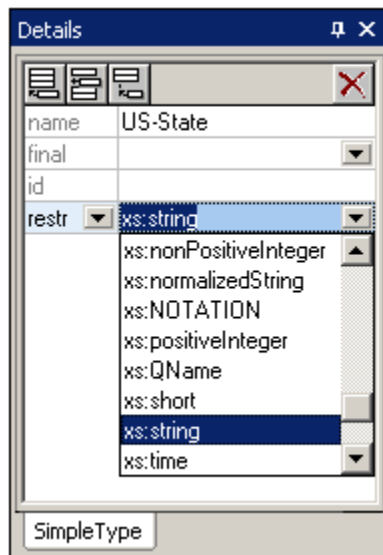 Details
name US-State
final
id
restr xs:string
xs:nonPositiveInteger
xs:normalizedString
xs:NOTATION
xs:positiveInteger
xs:QName
xs:short
xs:string
xs:time
SimpleType